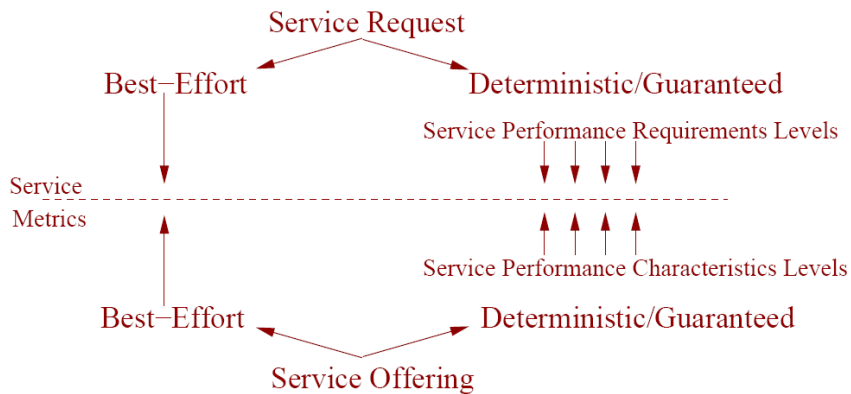 Service Request
Best−Effort
Deterministic/Guaranteed
Service Performance Requirements Levels
Service
Metrics
Service Performance Characteristics Levels
Best−Effort
Deterministic/Guaranteed
Service Offering